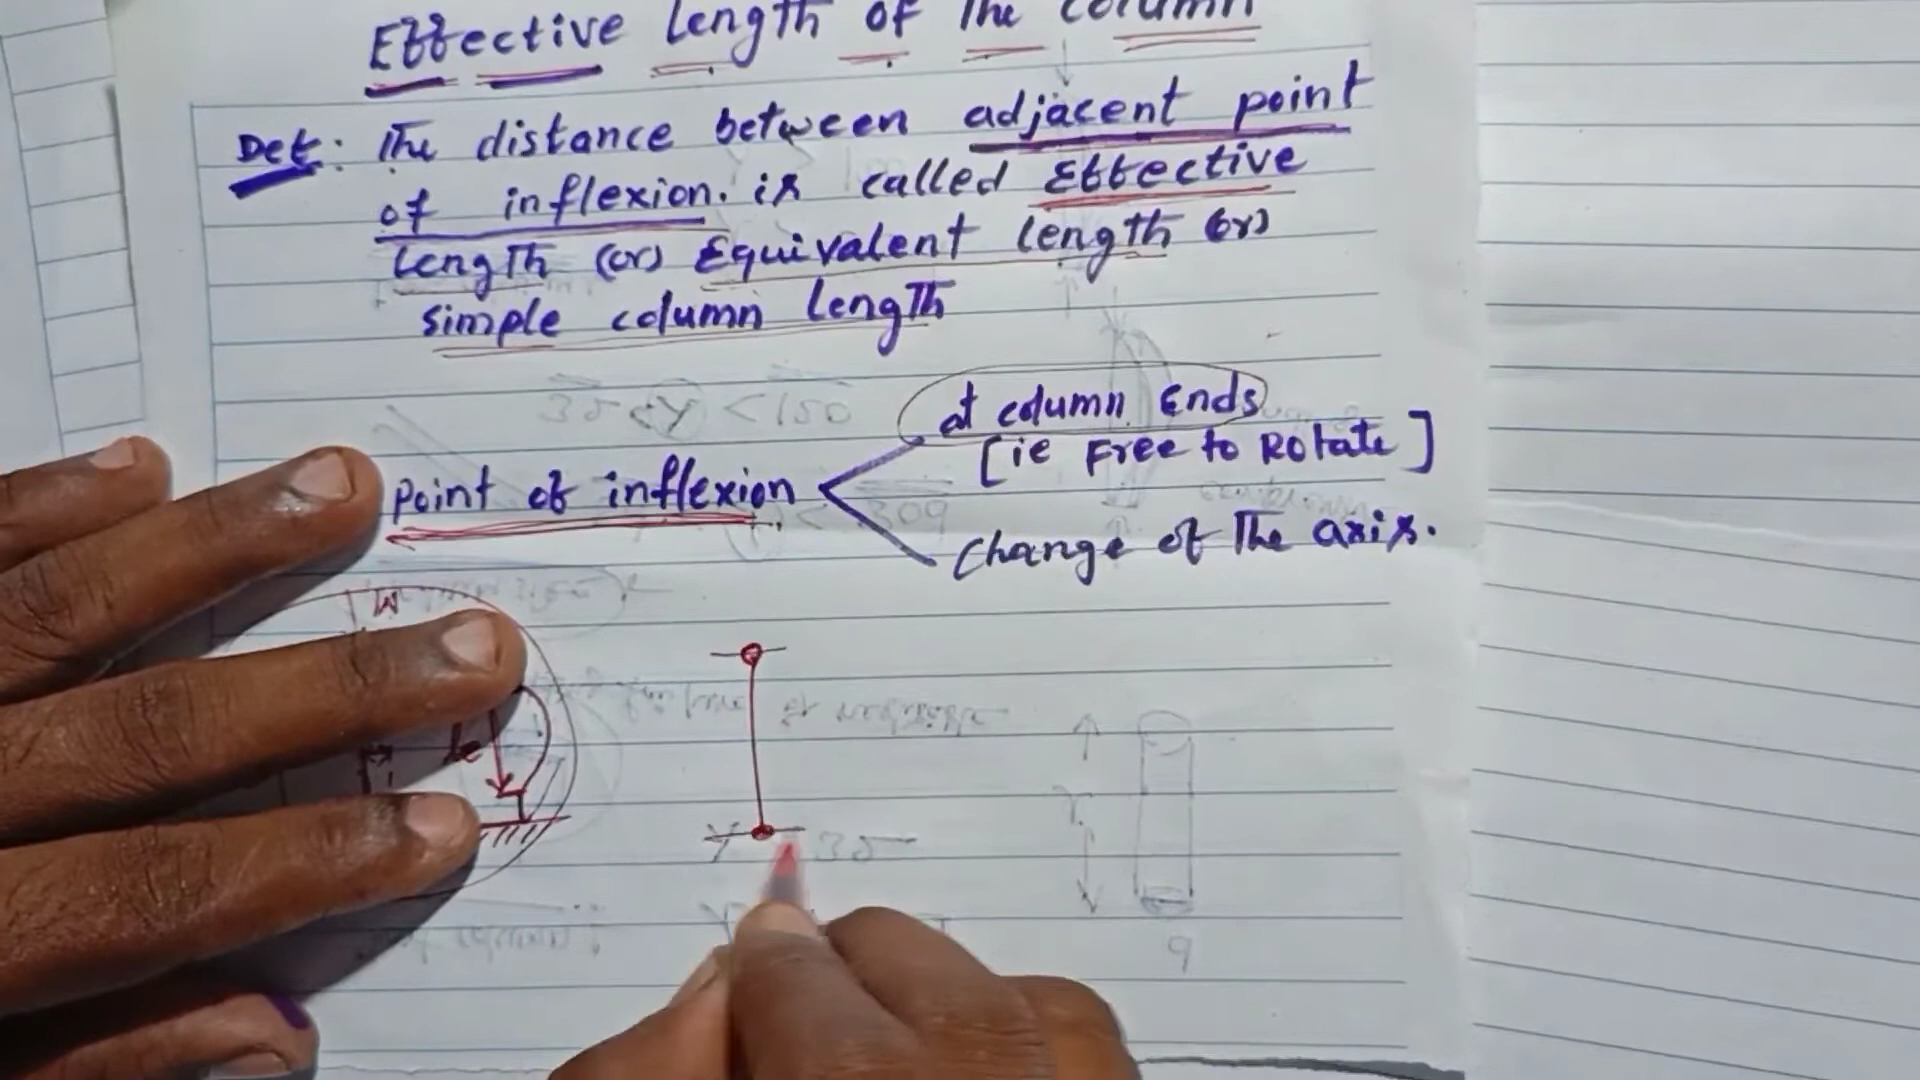 Effective Length of The Column
Def: The distance between adjacent point
of inflexion. is called Effective
Length (or) Equivalent length (or)
simple column length
at column Ends
[ie Free to Rotate]
point of inflexion
Change of The axis.
W
le